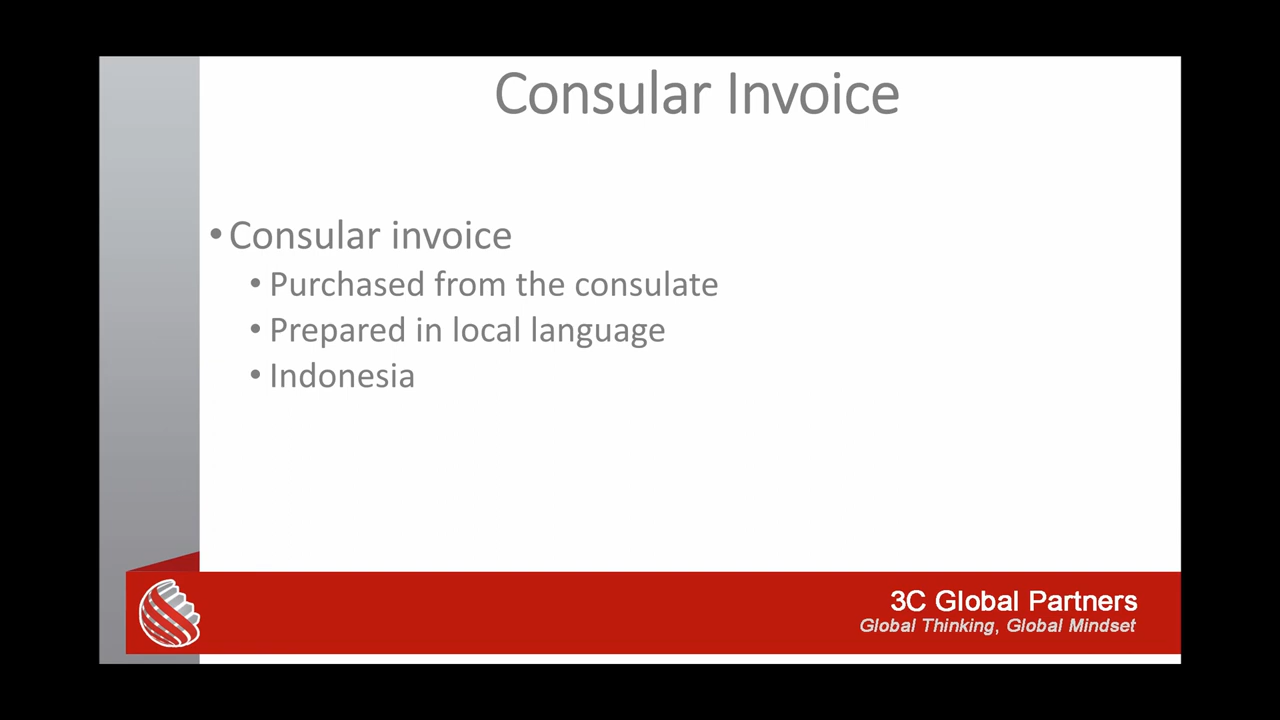 Consular Invoice
• Consular invoice
• Purchased from the consulate
• Prepared in local language
• Indonesia
3C Global Partners
Global Thinking, Global Mindset